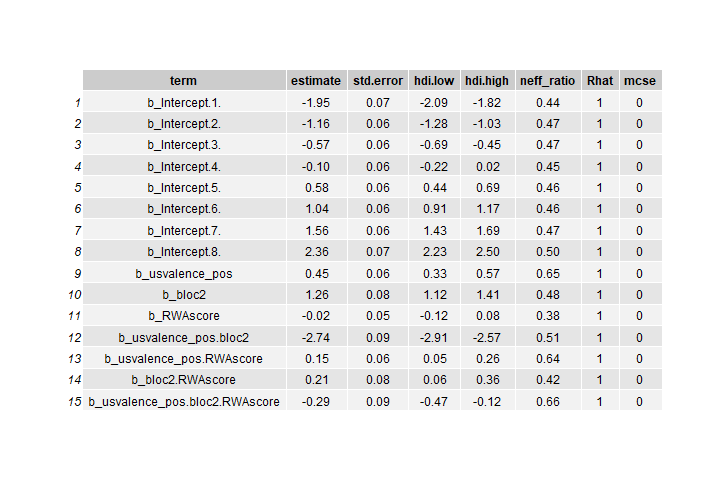 term estimate std.error hdi.low hdi.high neff_ratio Rhat mcse
1 b_Intercept.1. -1.95 0.07 -2.09 -1.82 0.44 1 0
2 b_Intercept.2. -1.16 0.06 -1.28 -1.03 0.47 1 0
3 b_Intercept.3. -0.57 0.06 -0.69 -0.45 0.47 1 0
4 b_Intercept.4. -0.10 0.06 -0.22 0.02 0.45 1 0
5 b_Intercept.5. 0.58 0.06 0.44 0.69 0.46 1 0
6 b_Intercept.6. 1.04 0.06 0.91 1.17 0.46 1 0
7 b_Intercept.7. 1.56 0.06 1.43 1.69 0.47 1 0
8 b_Intercept.8. 2.36 0.07 2.23 2.50 0.50 1 0
9 b_usvalence_pos 0.45 0.06 0.33 0.57 0.65 1 0
10 b_bloc2 1.26 0.08 1.12 1.41 0.48 1 0
11 b_RWAscore -0.02 0.05 -0.12 0.08 0.38 1 0
12 b_usvalence_pos.bloc2 -2.74 0.09 -2.91 -2.57 0.51 1 0
13 b_usvalence_pos.RWAscore 0.15 0.06 0.05 0.26 0.64 1 0
14 b_bloc2.RWAscore 0.21 0.08 0.06 0.36 0.42 1 0
15 b_usvalence_pos.bloc2.RWAscore -0.29 0.09 -0.47 -0.12 0.66 1 0